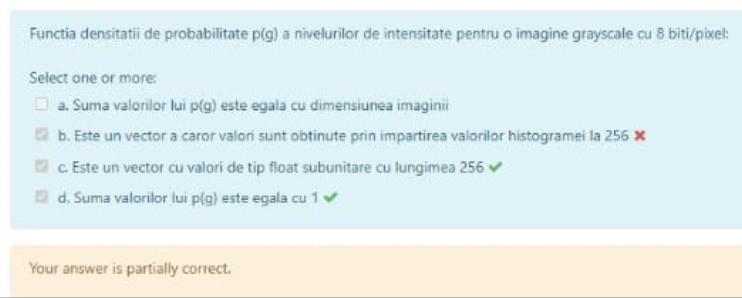 Functia densitatii de probabilitate p(g) a nivelurilor de intensitate pentru o imagine grayscale cu 8 biti/pixel:
Select one or more:
a. Suma valorilor lui p(g) este egala cu dimensiunea imaginii
b. Este un vector a caror valori sunt obtinute prin impartirea valorilor histogramei la 256
c. Este un vector cu valori de tip float subunitare cu lungimea 256
d. Suma valorilor lui p(g) este egala cu 1
Your answer is partially correct.